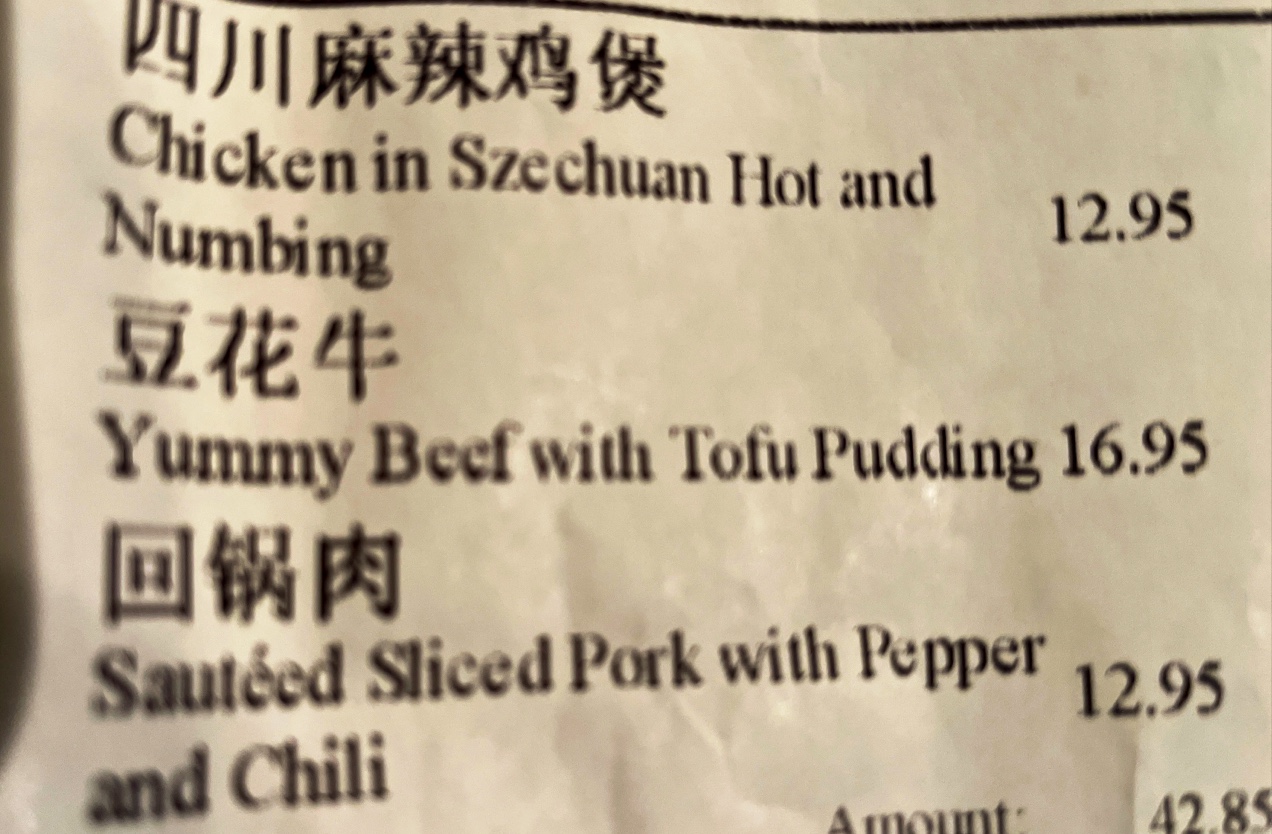 四川麻辣鸡煲
Chicken in Szechuan Hot and
Numbing 12.95
豆花牛
Yummy Beef with Tofu Pudding 16.95
回锅肉
Sautéed Sliced Pork with Pepper 12.95
and Chili
Amount: 42.85